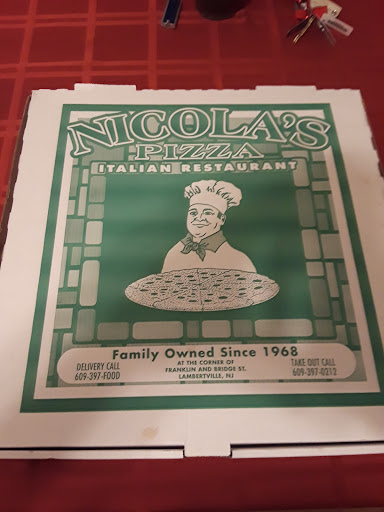 NICOLA'S
PIZZA
ITALIAN RESTAURANT
Family Owned Since 1968
DELIVERY CALL
609-397-FOOD
AT THE CORNER OF
FRANKLIN AND BRIDGE ST.
LAMBERTVILLE, NJ
TAKE OUT CALL
609-397-0212